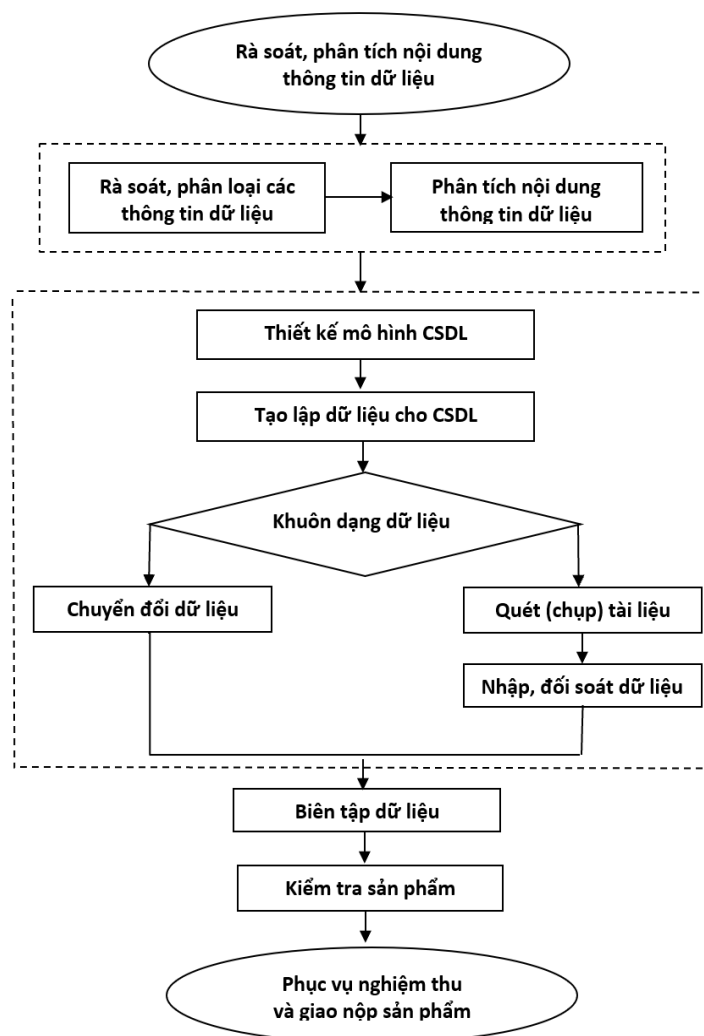 Rà soát, phân tích nội dung
thông tin dữ liệu
Rà soát, phân loại các
thông tin dữ liệu
Phân tích nội dung
thông tin dữ liệu
Thiết kế mô hình CSDL
Tạo lập dữ liệu cho CSDL
Khuôn dạng dữ liệu
Chuyển đổi dữ liệu
Quét (chụp) tài liệu
Nhập, đối soát dữ liệu
Biên tập dữ liệu
Kiểm tra sản phẩm
Phục vụ nghiệm thu
và giao nộp sản phẩm